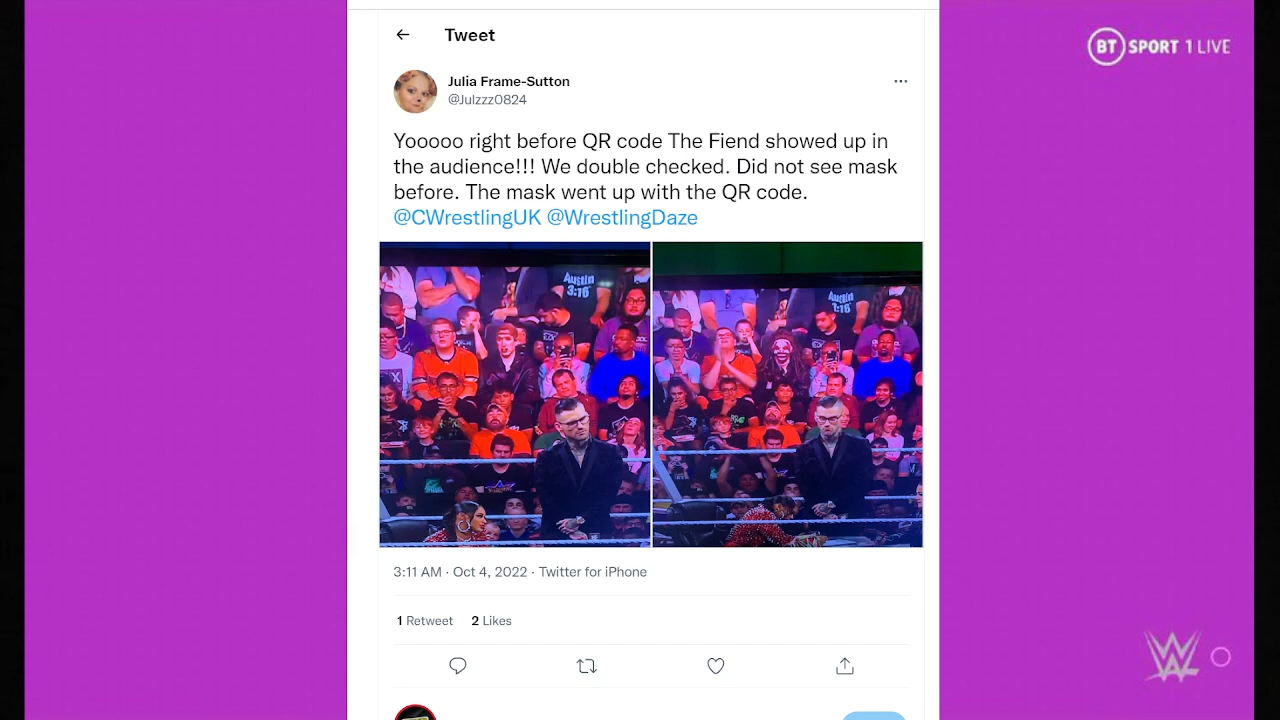 Tweet
BT SPORT 1 LIVE
Julia Frame-Sutton
@Julzzz0824
Yooooo right before QR code The Fiend showed up in
the audience!!! We double checked. Did not see mask
before. The mask went up with the QR code.
@CWrestlingUK @WrestlingDaze
Austin
3:16
Austin
3:16
3:11 AM · Oct 4, 2022 · Twitter for iPhone
1 Retweet 2 Likes
W